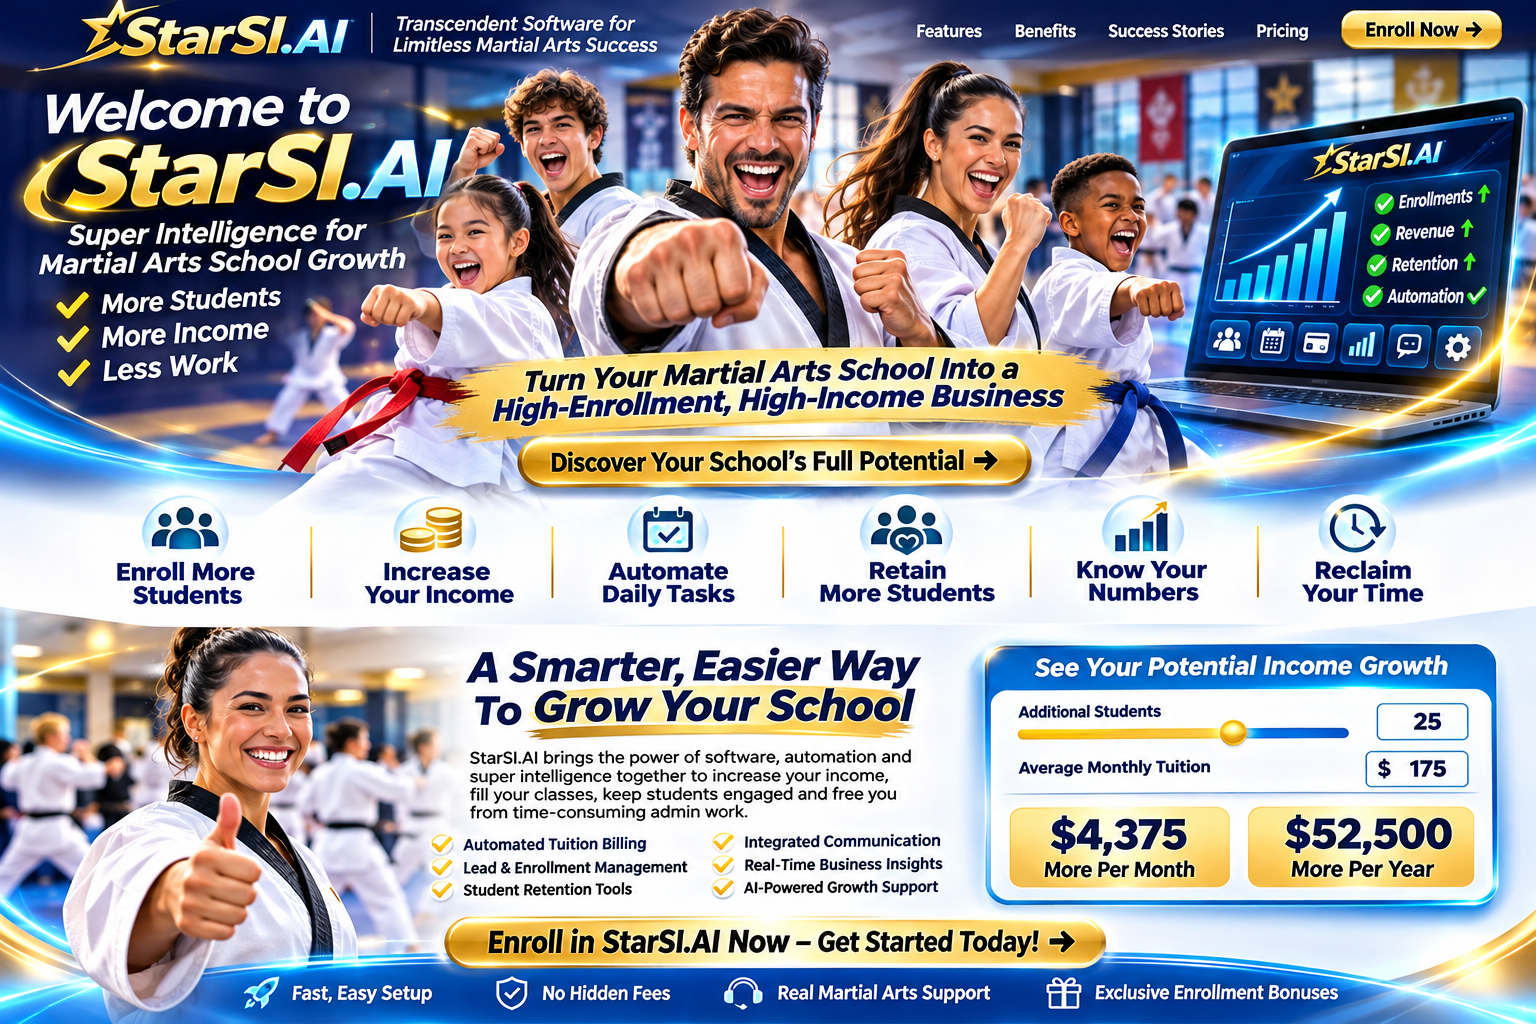 StarSI.AI
Transcendent Software for
Limitless Martial Arts Success
Features
Benefits
Success Stories
Pricing
Enroll Now →
Welcome to
StarSI.AI
Super Intelligence for
Martial Arts School Growth
More Students
More Income
Less Work
StarSI.AI
Enrollments
Revenue
Retention
Automation
Turn Your Martial Arts School Into a
High-Enrollment, High-Income Business
Discover Your School's Full Potential →
Enroll More
Students
Increase
Your Income
Automate
Daily Tasks
Retain
More Students
Know Your
Numbers
Reclaim
Your Time
A Smarter, Easier Way
To Grow Your School
StarSI.AI brings the power of software, automation and
super intelligence together to increase your income,
fill your classes, keep students engaged and free you
from time-consuming admin work.
Automated Tuition Billing
Lead & Enrollment Management
Student Retention Tools
Integrated Communication
Real-Time Business Insights
AI-Powered Growth Support
See Your Potential Income Growth
Additional Students
25
Average Monthly Tuition
$ 175
$4,375
More Per Month
$52,500
More Per Year
Enroll in StarSI.AI Now – Get Started Today! →
Fast, Easy Setup
No Hidden Fees
Real Martial Arts Support
Exclusive Enrollment Bonuses